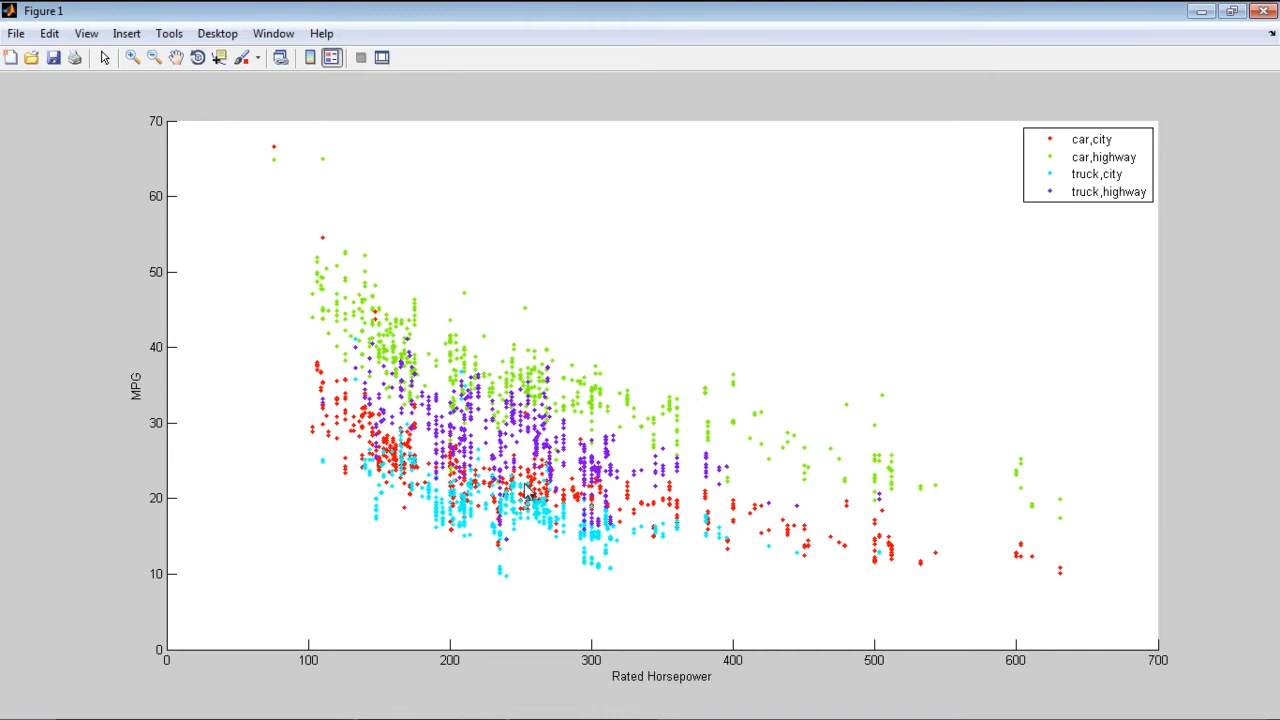 Figure 1
File Edit View Insert Tools Desktop Window Help
70
60
50
40
30
20
10
0
MPG
car,city
car,highway
truck,city
truck,highway
0 100 200 300 400 500 600 700
Rated Horsepower